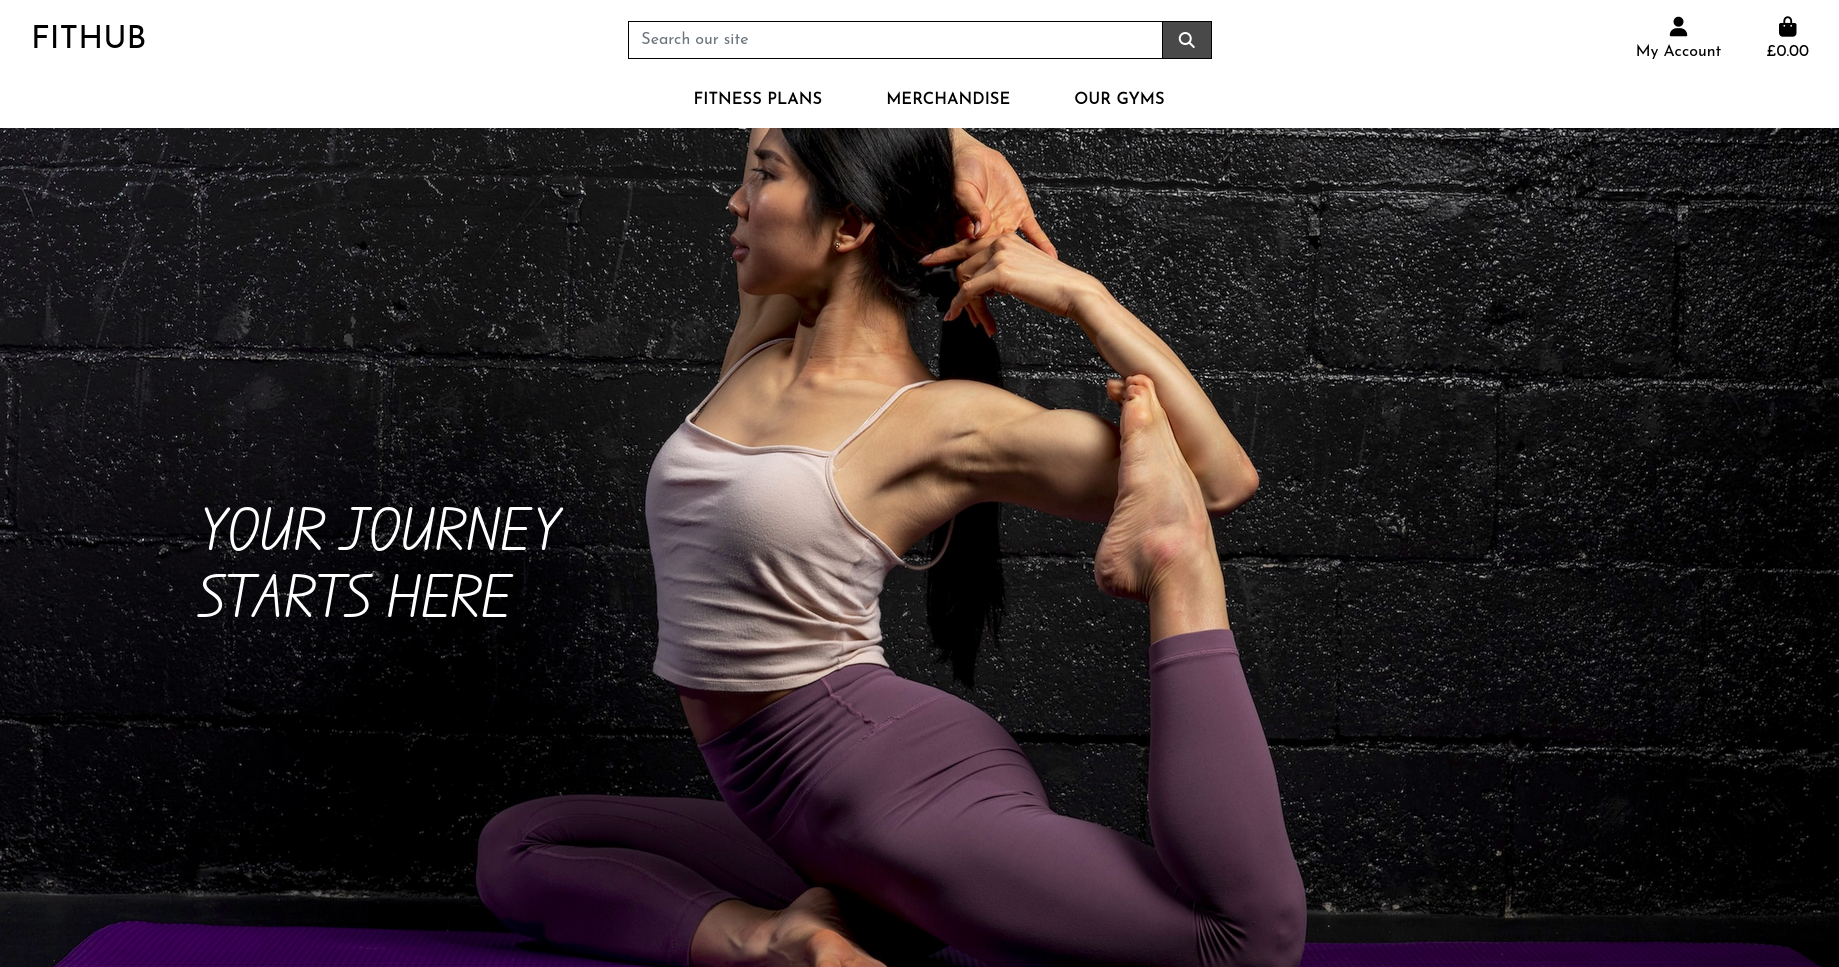 FITHUB
Search our site
My Account
£0.00
FITNESS PLANS
MERCHANDISE
OUR GYMS
YOUR JOURNEY
STARTS HERE